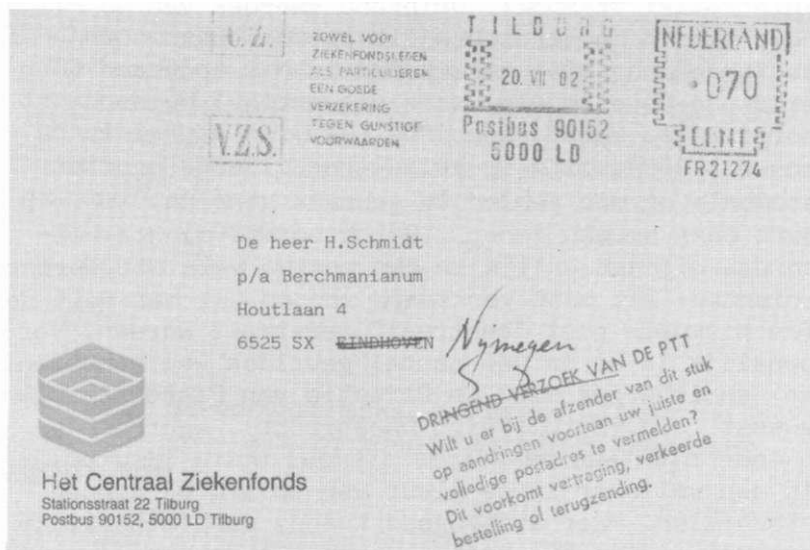 C.Z.
V.Z.S.
ZOWEL VOOR
ZIEKENFONDSLEDEN
ALS PARTICULIEREN
EEN GOEDE
VERZEKERING
TEGEN GUNSTIGE
VOORWAARDEN
TILBURG
20. VII 82
Postbus 90152
5000 LD
NEDERLAND
070
CENT
FR 21274
De heer H.Schmidt
p/a Berchmanianum
Houtlaan 4
6525 SX EINDHOVEN Nijmegen
DRINGEND VERZOEK VAN DE PTT
Wilt u er bij de afzender van dit stuk
op aandringen voortaan uw juiste en
volledige postadres te vermelden?
Dit voorkomt vertraging, verkeerde
bestelling of terugzending.
Het Centraal Ziekenfonds
Stationsstraat 22 Tilburg
Postbus 90152, 5000 LD Tilburg